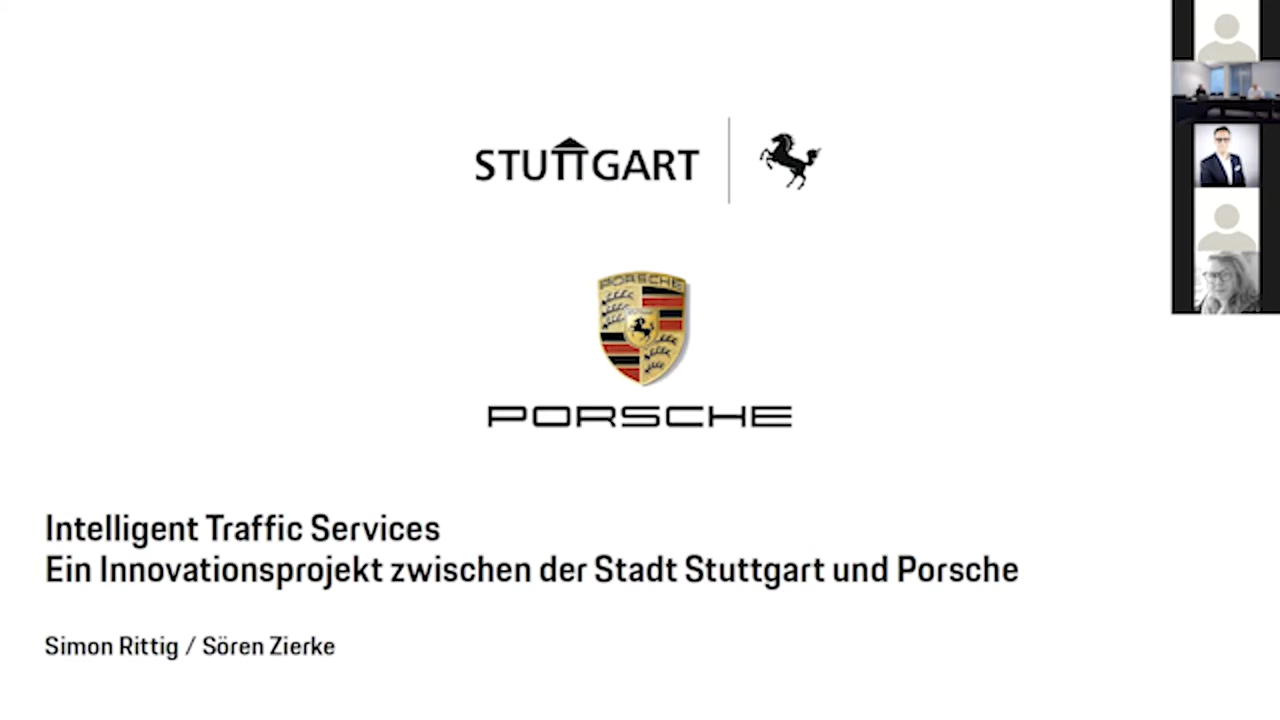 STUTTGART
PORSCHE
PORSCHE
Intelligent Traffic Services
Ein Innovationsprojekt zwischen der Stadt Stuttgart und Porsche
Simon Rittig / Sören Zierke